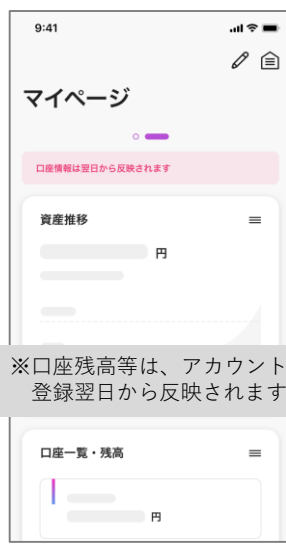 9:41
マイページ
口座情報は翌日から反映されます
資産推移
円
※口座残高等は、アカウント
登録翌日から反映されます
口座一覧・残高
円